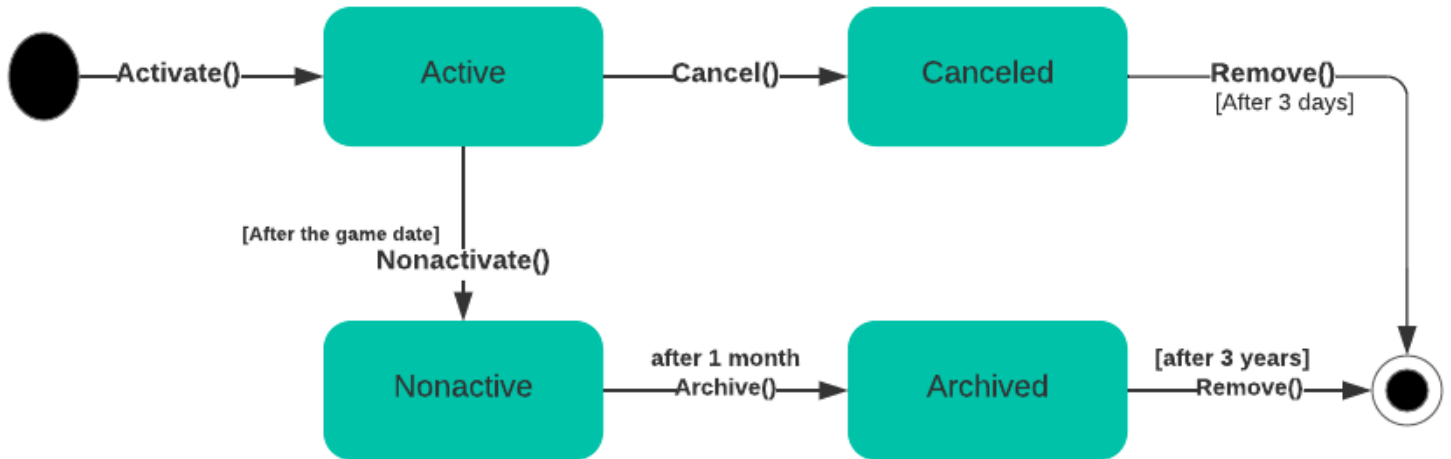 Activate()
Active
Cancel()
Canceled
Remove()
[After 3 days]
[After the game date]
Nonactivate()
Nonactive
after 1 month
Archive()
Archived
[after 3 years]
Remove()